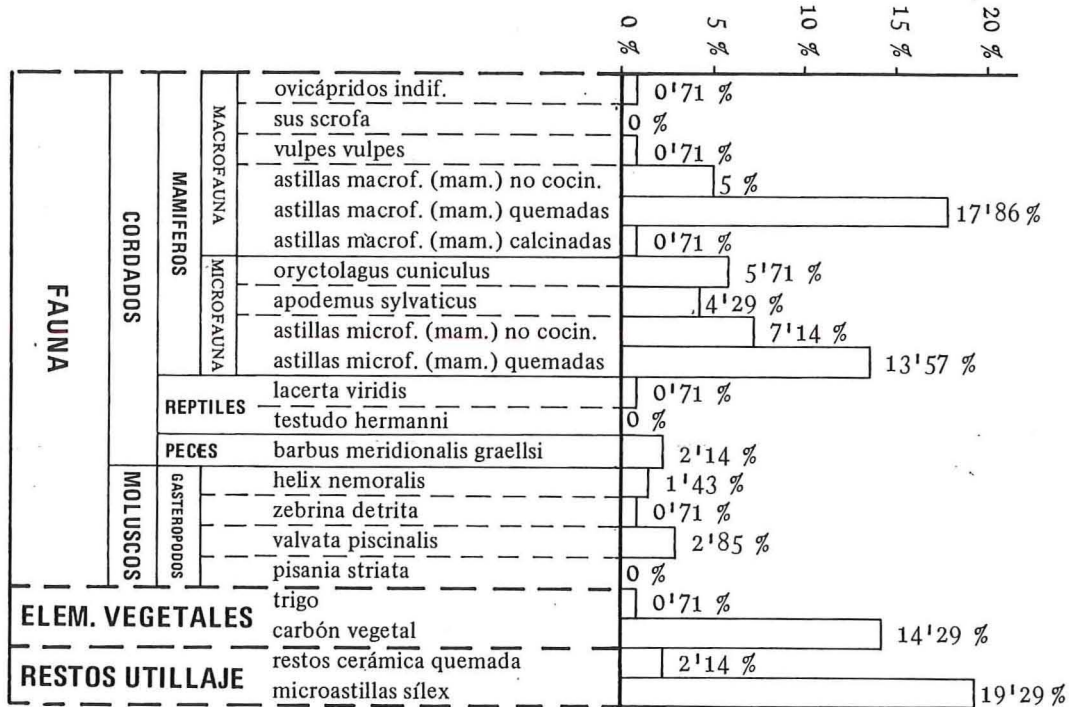 0 %
5 %
10 %
15 %
20 %
FAUNA
CORDADOS
MAMIFEROS
MACROFAUNA
ovicápridos indif. 0'71 %
sus scrofa 0 %
vulpes vulpes 0'71 %
astillas macrof. (mam.) no cocin. 5 %
astillas macrof. (mam.) quemadas 17'86 %
astillas macrof. (mam.) calcinadas 0'71 %
MICROFAUNA
oryctolagus cuniculus 5'71 %
apodemus sylvaticus 4'29 %
astillas microf. (mam.) no cocin. 7'14 %
astillas microf. (mam.) quemadas 13'57 %
REPTILES
lacerta viridis 0'71 %
testudo hermanni 0 %
PECES barbus meridionalis graellsi 2'14 %
MOLUSCOS
GASTEROPODOS
helix nemoralis 1'43 %
zebrina detrita 0'71 %
valvata piscinalis 2'85 %
pisania striata 0 %
ELEM. VEGETALES
trigo 0'71 %
carbón vegetal 14'29 %
RESTOS UTILLAJE
restos cerámica quemada 2'14 %
microastillas sílex 19'29 %